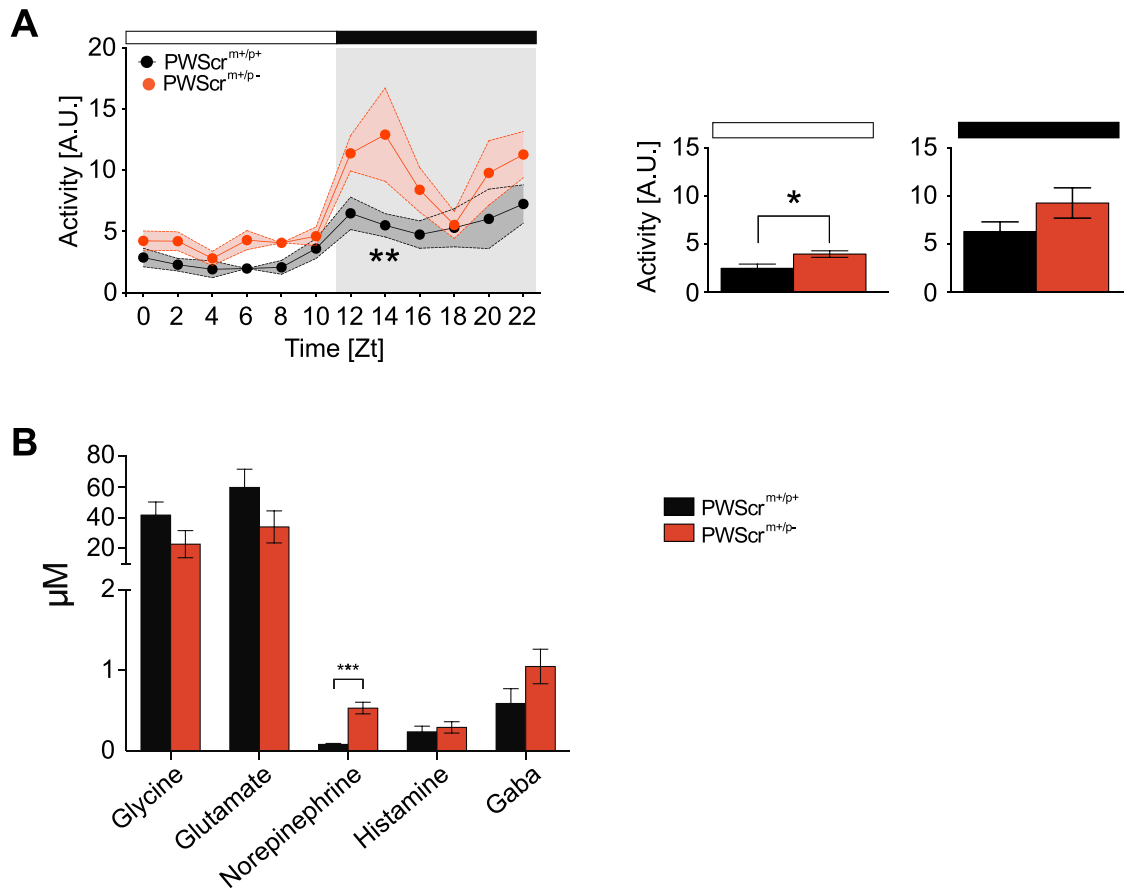 A
20
15
10
5
0
Activity [A.U.]
PWScr m+/p+
PWScr m+/p-
**
0 2 4 6 8 10 12 14 16 18 20 22
Time [Zt]
15
10
5
0
Activity [A.U.]
*
15
10
5
0
B
80
60
40
20
2
1
0
µM
***
Glycine
Glutamate
Norepinephrine
Histamine
Gaba
PWScr m+/p+
PWScr m+/p-